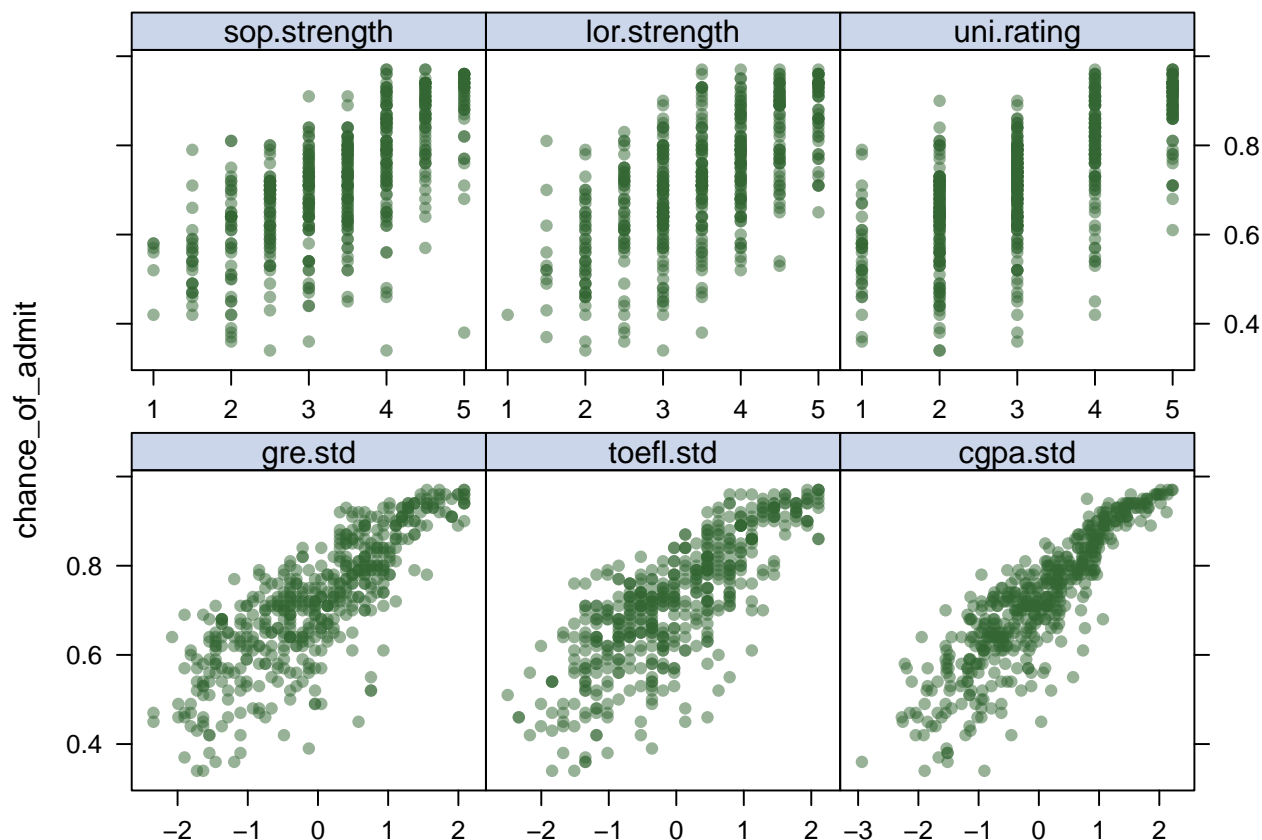 sop.strength lor.strength uni.rating
0.8
0.6
0.4
1 2 3 4 5 1 2 3 4 5 1 2 3 4 5
chance_of_admit
gre.std toefl.std cgpa.std
0.8
0.6
0.4
−2 −1 0 1 2 −2 −1 0 1 2 −3 −2 −1 0 1 2